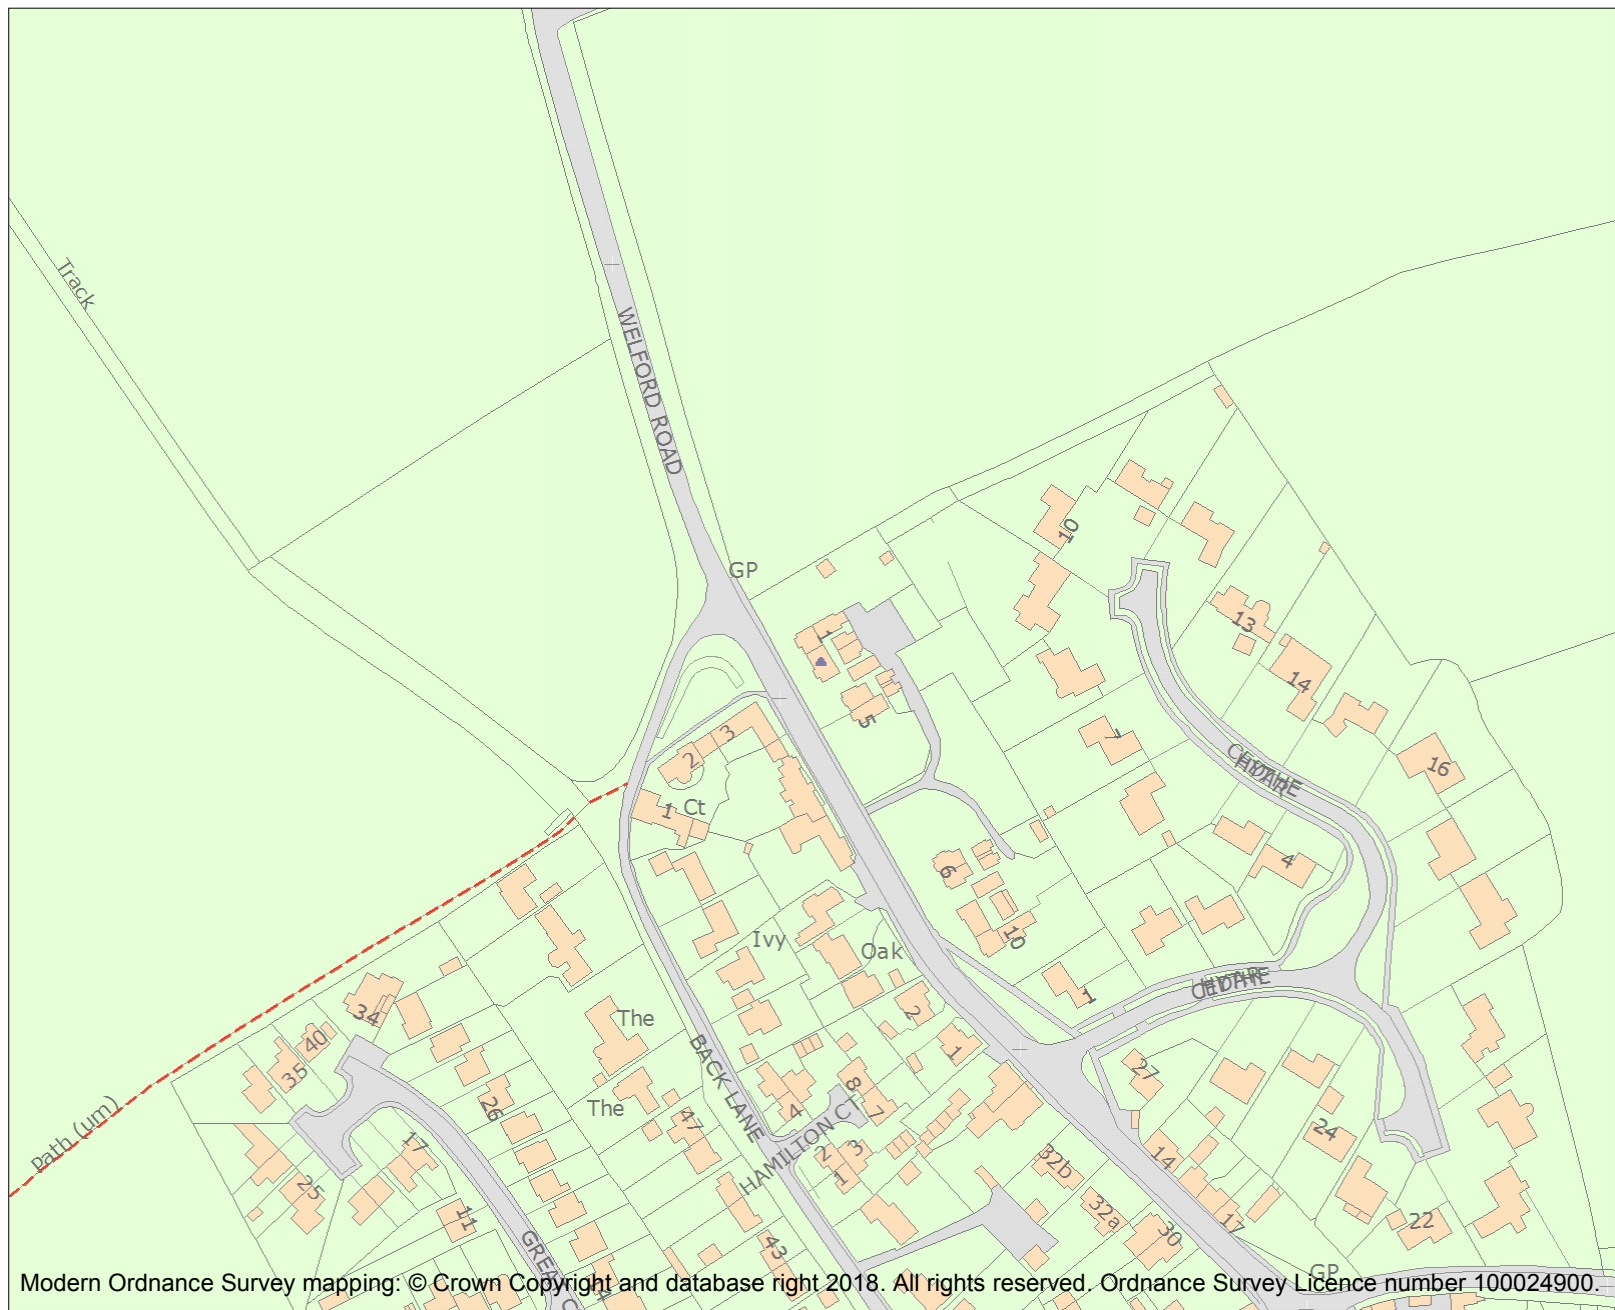 Track
WELFORD ROAD
GP
10
1
13
14
5
3
2
7
16
1
Ct
4
6
10
Ivy
Oak
1
34
2
The
40
BACK LANE
1
35
27
8
26
The
4
7
47
HAMILTON CT
24
Path (um)
17
3
2
32b
14
1
25
32a
11
17
22
30
43
GREA
GP
Modern Ordnance Survey mapping: © Crown Copyright and database right 2018. All rights reserved. Ordnance Survey Licence number 100024900.